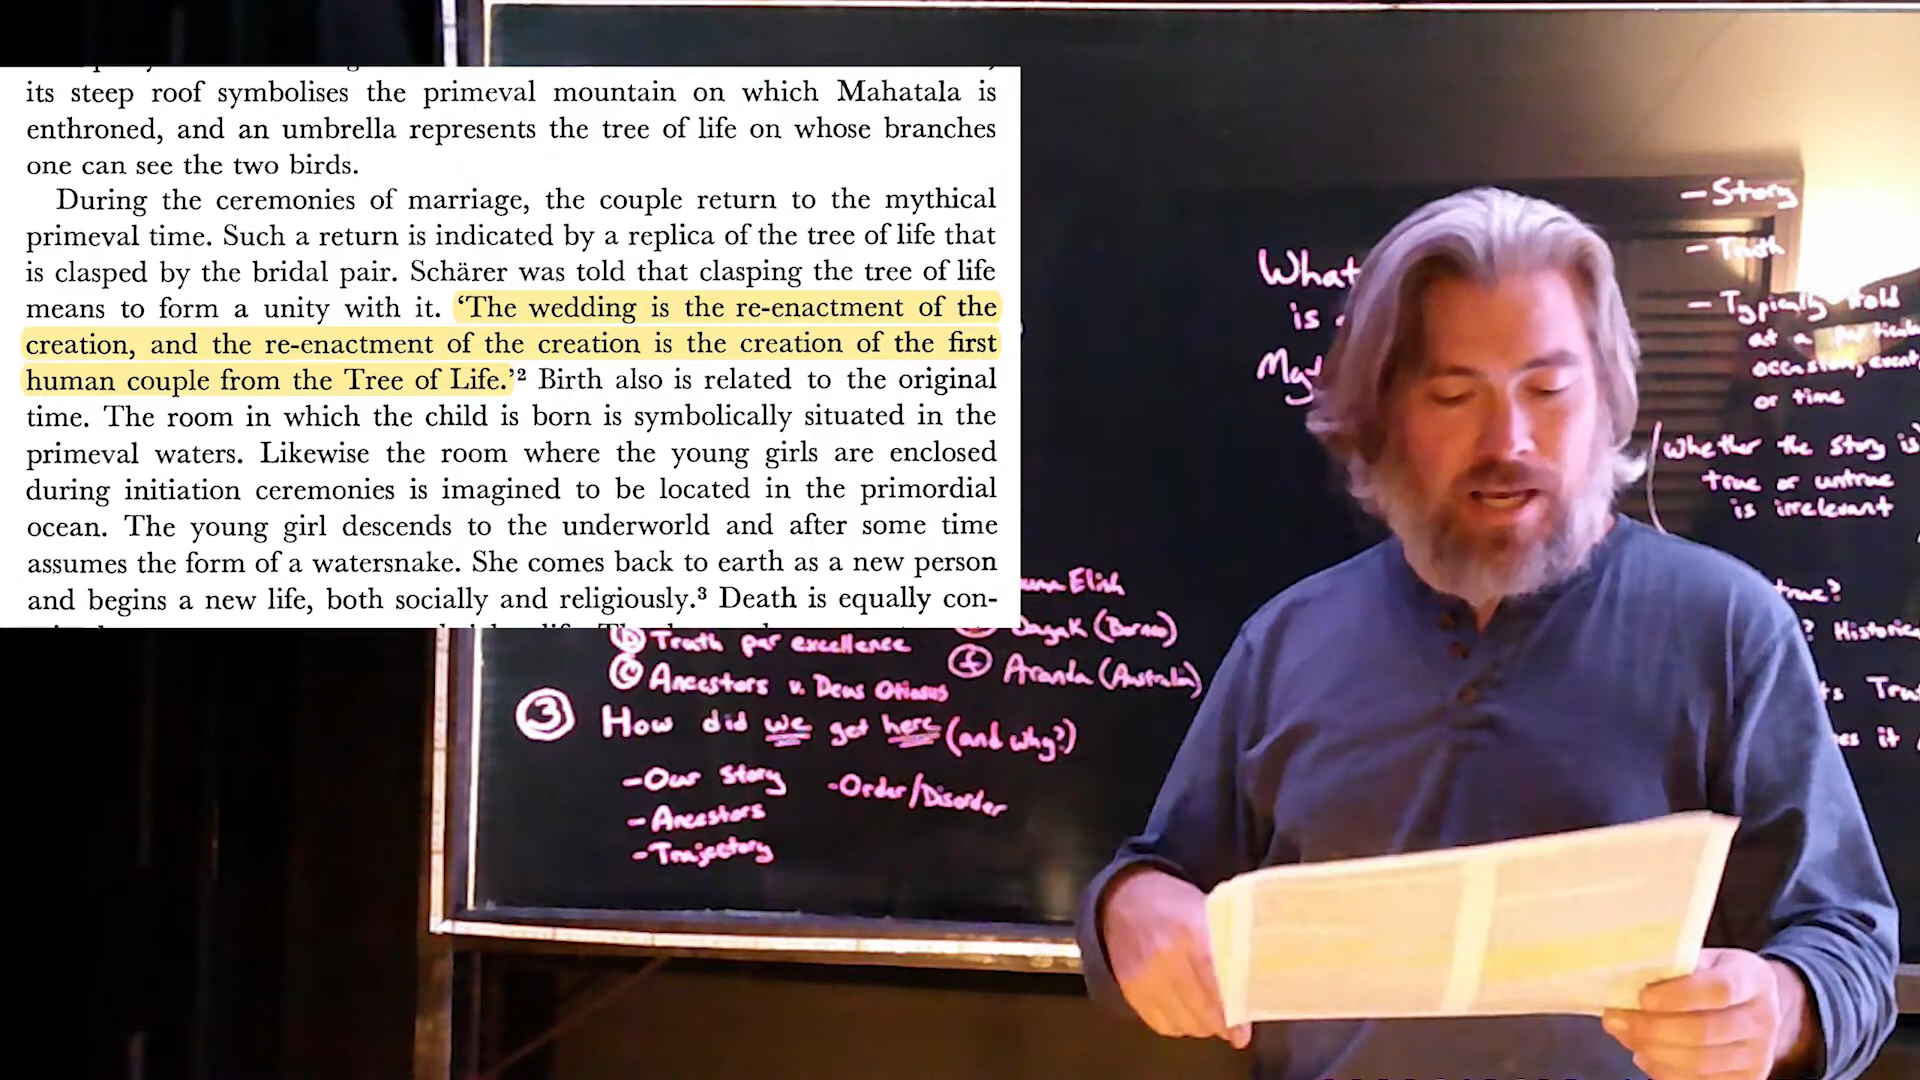 its steep roof symbolises the primeval mountain on which Mahatala is
enthroned, and an umbrella represents the tree of life on whose branches
one can see the two birds.
During the ceremonies of marriage, the couple return to the mythical
primeval time. Such a return is indicated by a replica of the tree of life that
is clasped by the bridal pair. Schärer was told that clasping the tree of life
means to form a unity with it. ‘The wedding is the re-enactment of the
creation, and the re-enactment of the creation is the creation of the first
human couple from the Tree of Life.’² Birth also is related to the original
time. The room in which the child is born is symbolically situated in the
primeval waters. Likewise the room where the young girls are enclosed
during initiation ceremonies is imagined to be located in the primordial
ocean. The young girl descends to the underworld and after some time
assumes the form of a watersnake. She comes back to earth as a new person
and begins a new life, both socially and religiously.³ Death is equally con-
ⓑ Truth par excellence
ⓒ Ancestors v. Deus Otiosus
③ How did we get here (and why?)
- Our Story - Order/Disorder
- Ancestors
- Trajectory
Elish
Dayak (Borneo)
ⓕ Aranda (Australia)
What
is
- Story
- Truth
- Typically told
at a particular
occasion, event,
or time
Whether the story is
true or untrue
is irrelevant
true?
? Historica
it